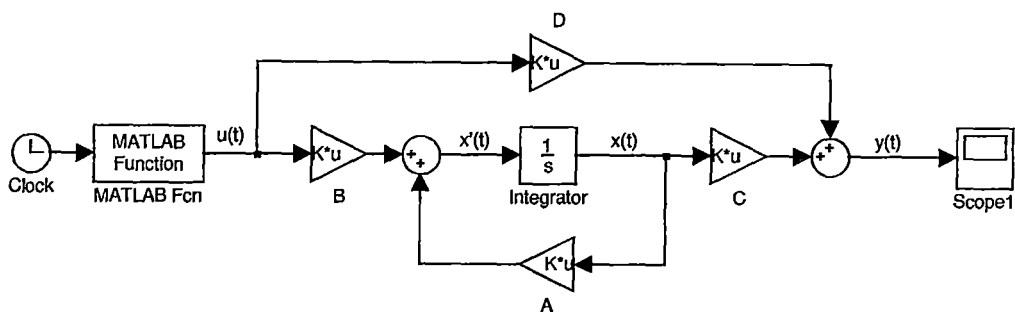 D
K*u
Clock
MATLAB
Function
MATLAB Fcn
u(t)
K*u
B
+
+
x'(t)
1
s
Integrator
x(t)
K*u
C
+
+
y(t)
Scope1
K*u
A